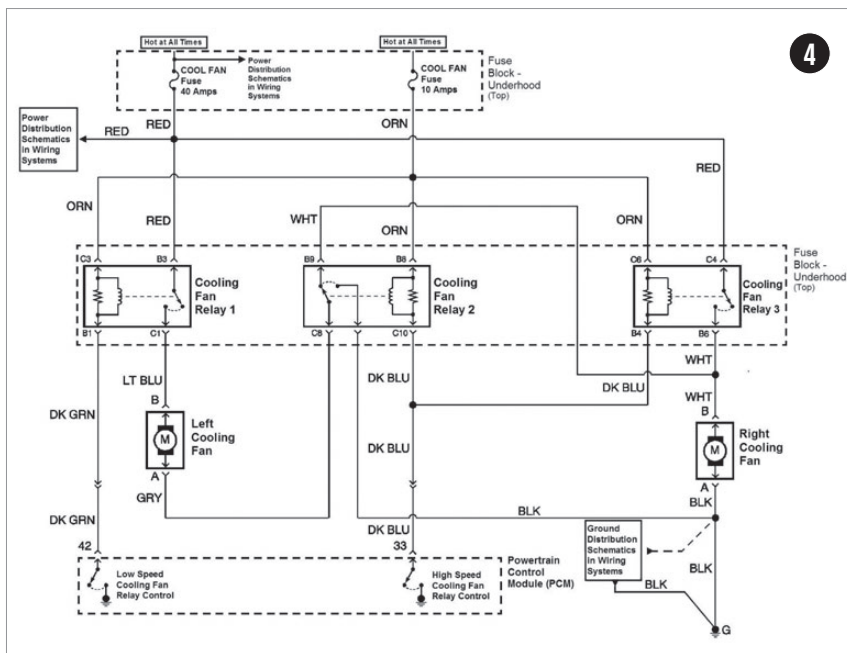 4
Hot at All Times
Hot at All Times
COOL FAN
Fuse
40 Amps
Power
Distribution
Schematics
in Wiring
Systems
COOL FAN
Fuse
10 Amps
Fuse
Block -
Underhood
(Top)
Power
Distribution
Schematics
in Wiring
Systems
RED
RED
ORN
RED
ORN
RED
WHT
ORN
ORN
C3
B3
B9
B8
C6
C4
Fuse
Block -
Underhood
(Top)
Cooling
Fan
Relay 1
Cooling
Fan
Relay 2
Cooling
Fan
Relay 3
B1
C1
C8
C10
B4
B6
LT BLU
DK BLU
DK BLU
WHT
WHT
DK GRN
B
M
A
Left
Cooling
Fan
DK BLU
B
M
A
Right
Cooling
Fan
GRY
BLK
BLK
DK GRN
DK BLU
42
33
Ground
Distribution
Schematics
in Wiring
Systems
BLK
BLK
G
Low Speed
Cooling Fan
Relay Control
High Speed
Cooling Fan
Relay Control
Powertrain
Control
Module (PCM)